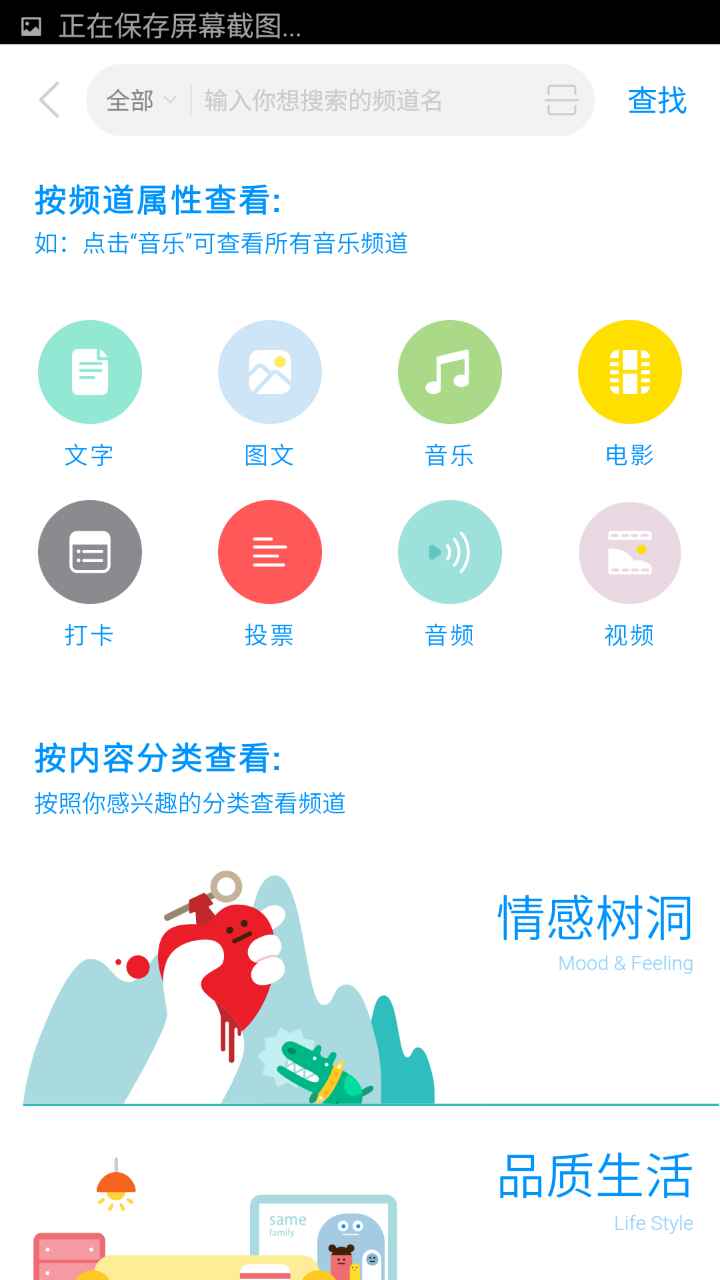 正在保存屏幕截图...
全部 输入你想搜索的频道名 查找
按频道属性查看:
如：点击“音乐”可查看所有音乐频道
文字 图文 音乐 电影
打卡 投票 音频 视频
按内容分类查看:
按照你感兴趣的分类查看频道
情感树洞
Mood & Feeling
品质生活
Life Style
same
family